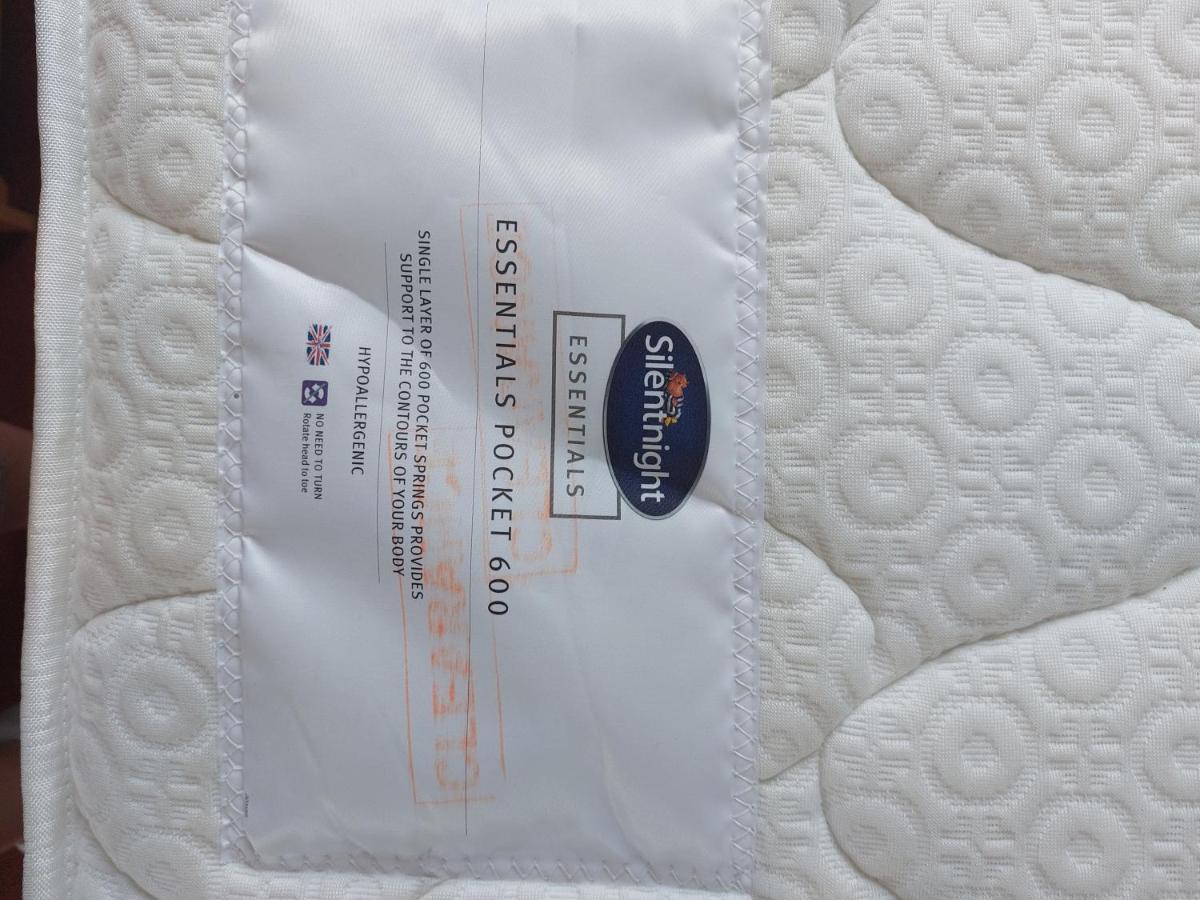 Silentnight
ESSENTIALS
ESSENTIALS POCKET 600
SINGLE LAYER OF 600 POCKET SPRINGS PROVIDES
SUPPORT TO THE CONTOURS OF YOUR BODY
HYPOALLERGENIC
NO NEED TO TURN
Rotate head to toe